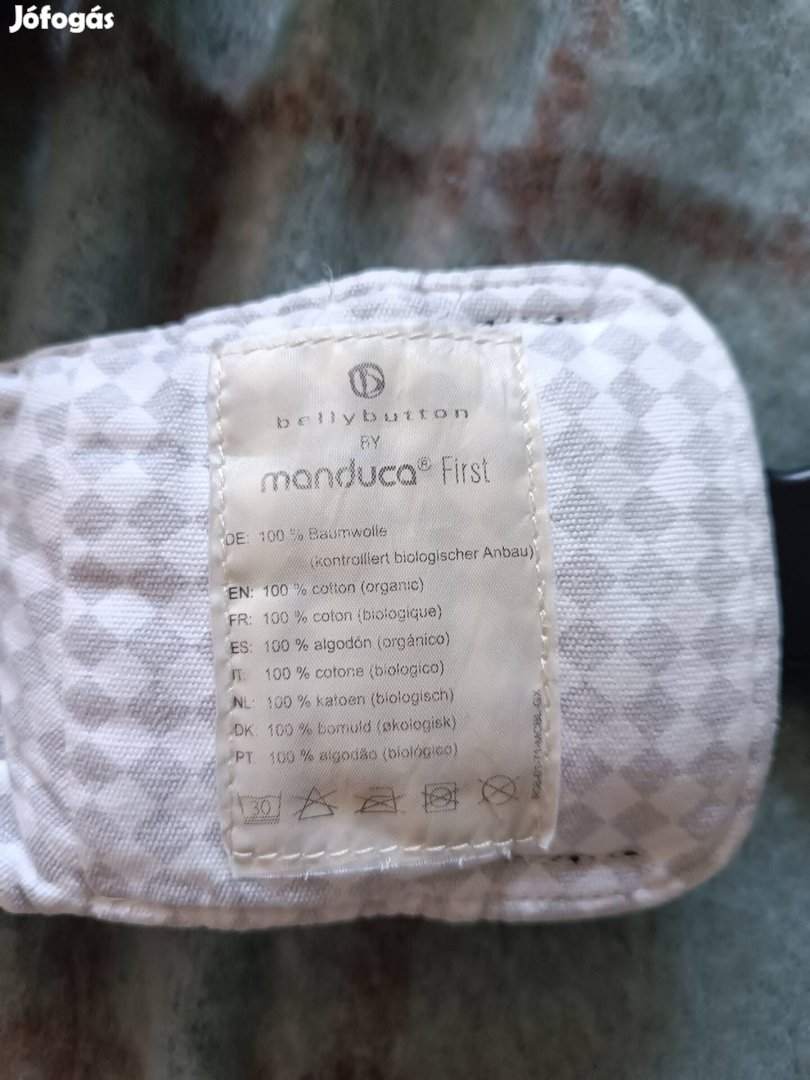 Jófogás
bellybutton
BY
manduca® First
DE: 100 % Baumwolle
(kontrolliert biologischer Anbau)
EN: 100 % cotton (organic)
FR: 100 % coton (biologique)
ES: 100 % algodón (orgánico)
IT: 100 % cotone (biologico)
NL: 100 % katoen (biologisch)
DK: 100 % bomuld (økologisk)
PT: 100 % algodão (biológico)
30